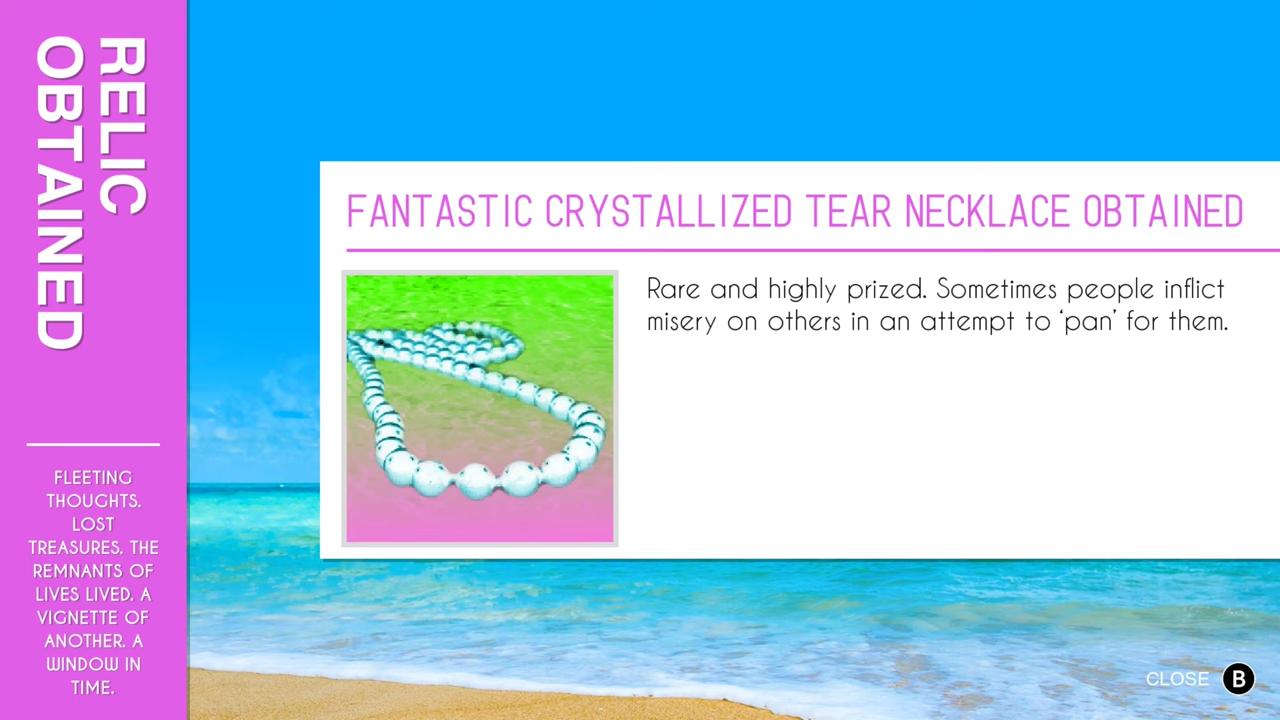 RELIC
OBTAINED
FLEETING
THOUGHTS.
LOST
TREASURES. THE
REMNANTS OF
LIVES LIVED. A
VIGNETTE OF
ANOTHER. A
WINDOW IN
TIME.
FANTASTIC CRYSTALLIZED TEAR NECKLACE OBTAINED
Rare and highly prized. Sometimes people inflict
misery on others in an attempt to ‘pan’ for them.
CLOSE B